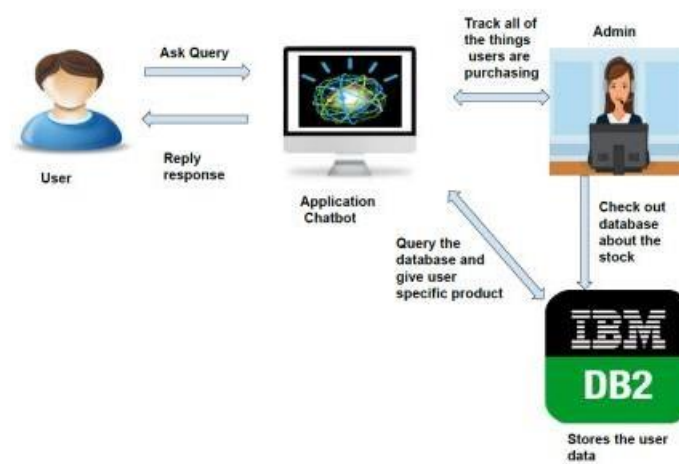 Ask Query
Reply
response
User
Application
Chatbot
Track all of
the things
users are
purchasing
Admin
Query the
database and
give user
specific product
Check out
database
about the
stock
IBM
DB2
Stores the user
data